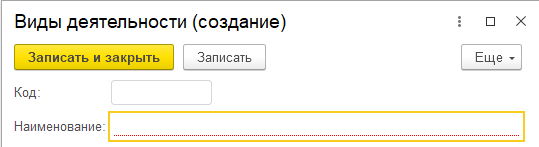 Виды деятельности (создание)
Записать и закрыть Записать Еще
Код:
Наименование: